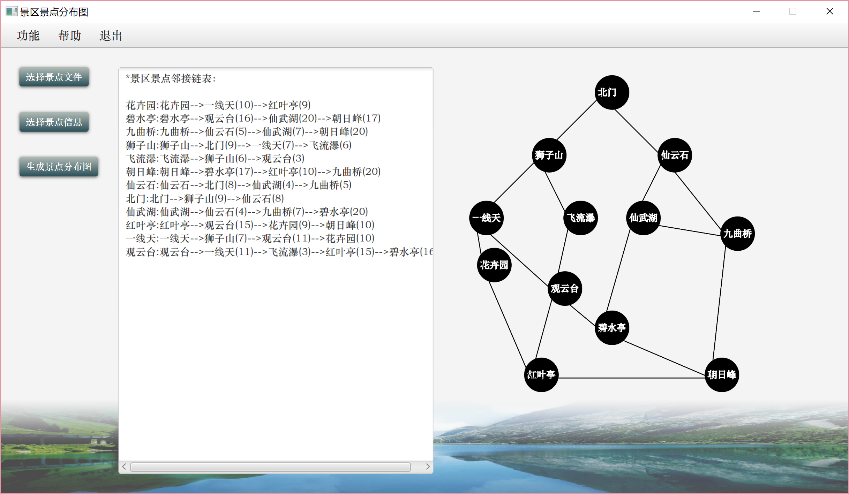 景区景点分布图
功能 帮助 退出
选择景点文件
选择景点信息
生成景点分布图
*景区景点邻接链表:
花卉园:花卉园-->一线天(10)-->红叶亭(9)
碧水亭:碧水亭-->观云台(16)-->仙武湖(20)-->朝日峰(17)
九曲桥:九曲桥-->仙云石(5)-->仙武湖(7)-->朝日峰(20)
狮子山:狮子山-->北门(9)-->一线天(7)-->飞流瀑(6)
飞流瀑:飞流瀑-->狮子山(6)-->观云台(3)
朝日峰:朝日峰-->碧水亭(17)-->红叶亭(10)-->九曲桥(20)
仙云石:仙云石-->北门(8)-->仙武湖(4)-->九曲桥(5)
北门:北门-->狮子山(9)-->仙云石(8)
仙武湖:仙武湖-->仙云石(4)-->九曲桥(7)-->碧水亭(20)
红叶亭:红叶亭-->观云台(15)-->花卉园(9)-->朝日峰(10)
一线天:一线天-->狮子山(7)-->观云台(11)-->花卉园(10)
观云台:观云台-->一线天(11)-->飞流瀑(3)-->红叶亭(15)-->碧水亭(16
北门
狮子山
仙云石
一线天
飞流瀑
仙武湖
九曲桥
花卉园
观云台
碧水亭
红叶亭
朝日峰